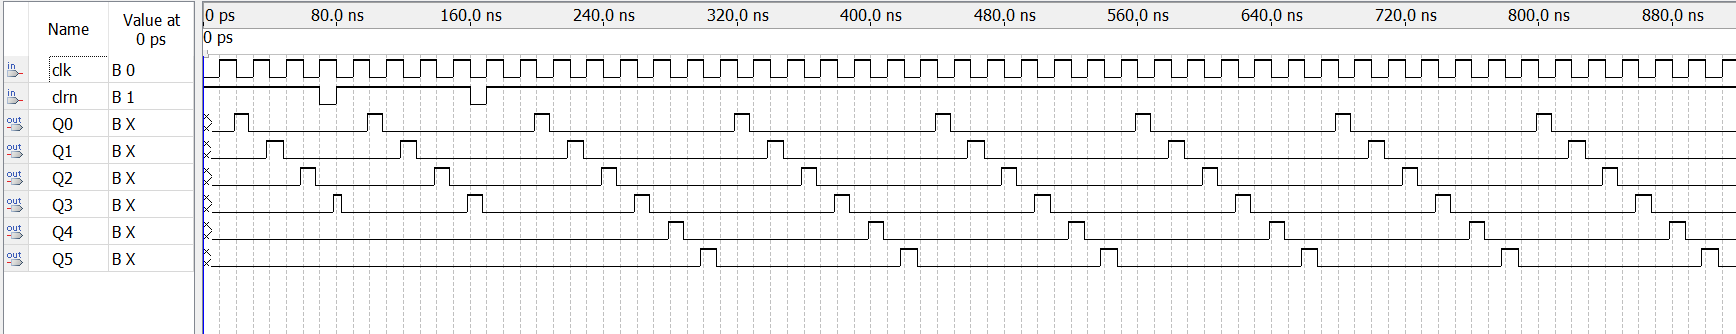 Name Value at 0 ps
0 ps 80.0 ns 160.0 ns 240.0 ns 320.0 ns 400.0 ns 480.0 ns 560.0 ns 640.0 ns 720.0 ns 800.0 ns 880.0 ns
0 ps
in clk B 0
in clrn B 1
out Q0 B X
out Q1 B X
out Q2 B X
out Q3 B X
out Q4 B X
out Q5 B X